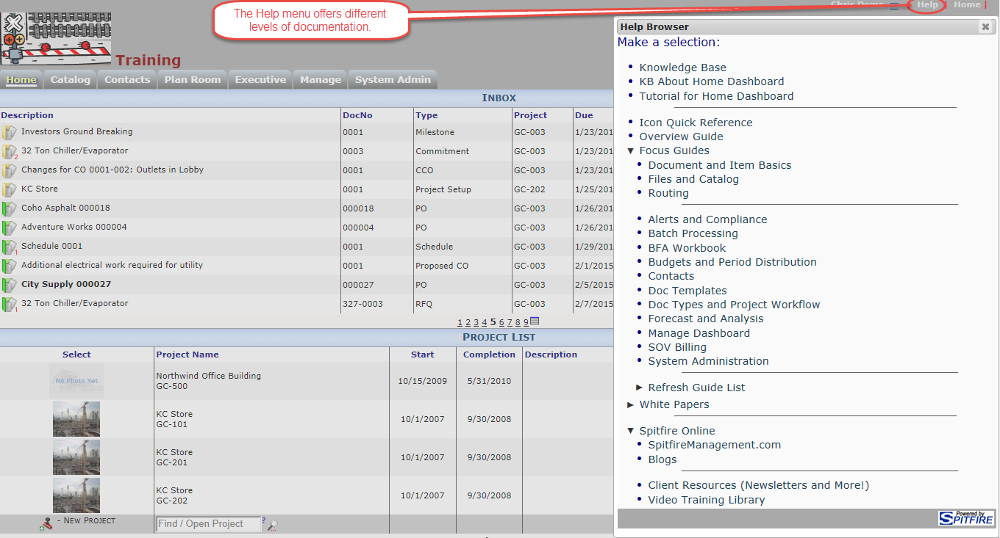 The Help menu offers different
levels of documentation.
Chris Demo
Help
Home
Training
Home Catalog Contacts Plan Room Executive Manage System Admin
INBOX
Description DocNo Type Project Due
Investors Ground Breaking 0001 Milestone GC-003 1/23/201
2 32 Ton Chiller/Evaporator 0003 Commitment GC-003 1/23/201
Changes for CO 0001-002: Outlets in Lobby 0001 CCO GC-003 1/23/201
KC Store 0001 Project Setup GC-202 1/25/201
Coho Asphalt 000018 000018 PO GC-003 1/26/201
Adventure Works 000004 000004 PO GC-003 1/26/201
1 Schedule 0001 0001 Schedule GC-003 1/29/201
Additional electrical work required for utility 0001 Proposed CO GC-003 2/1/2015
City Supply 000027 000027 PO GC-003 2/5/2015
1 32 Ton Chiller/Evaporator 327-0003 RFQ GC-003 2/7/2015
1 2 3 4 5 6 7 8 9
PROJECT LIST
Select Project Name Start Completion Description
No Photo Yet
Northwind Office Building
GC-500
10/15/2009 5/31/2010
KC Store
GC-101
10/1/2007 9/30/2008
KC Store
GC-201
10/1/2007 9/30/2008
KC Store
GC-202
10/1/2007 9/30/2008
- NEW PROJECT
Find / Open Project ?
Help Browser
Make a selection:
Knowledge Base
KB About Home Dashboard
Tutorial for Home Dashboard
Icon Quick Reference
Overview Guide
Focus Guides
Document and Item Basics
Files and Catalog
Routing
Alerts and Compliance
Batch Processing
BFA Workbook
Budgets and Period Distribution
Contacts
Doc Templates
Doc Types and Project Workflow
Forecast and Analysis
Manage Dashboard
SOV Billing
System Administration
Refresh Guide List
White Papers
Spitfire Online
SpitfireManagement.com
Blogs
Client Resources (Newsletters and More!)
Video Training Library
Powered by
SPITFIRE